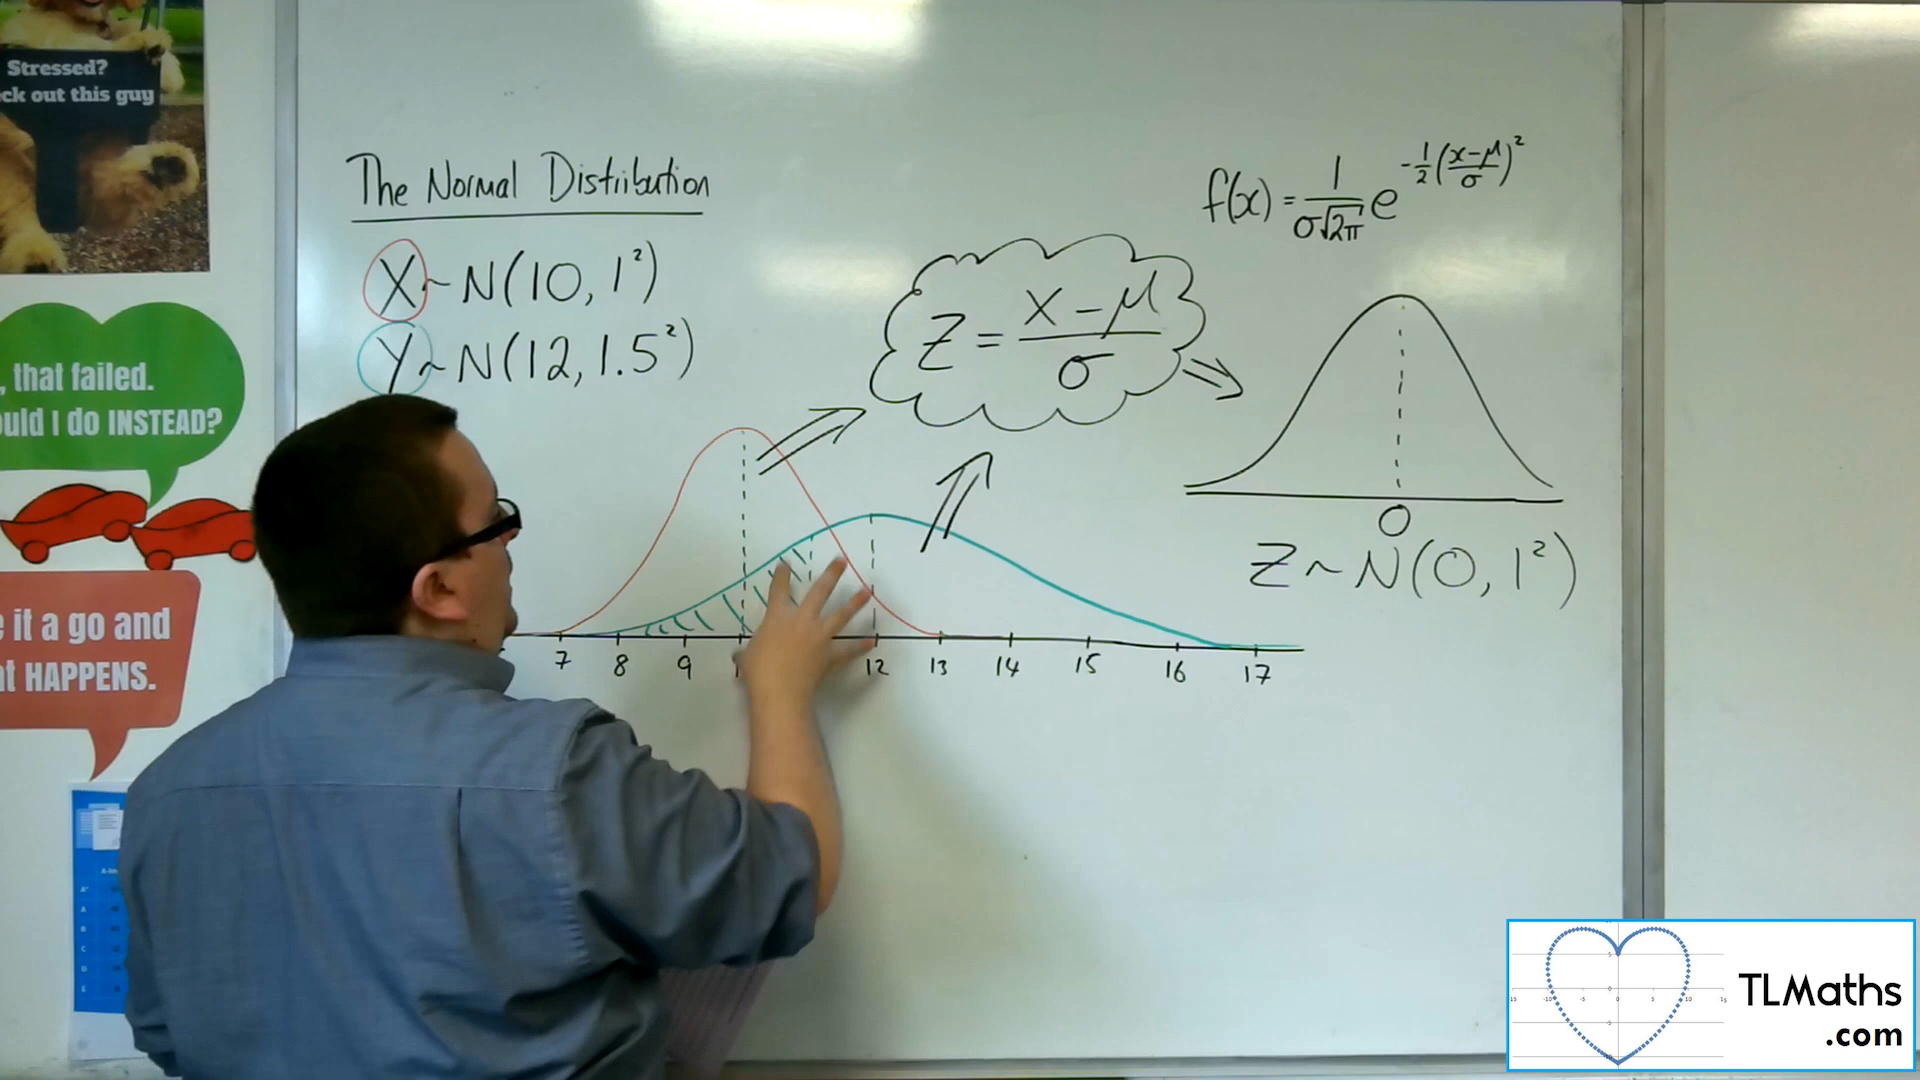 Stressed?
ck out this guy
, that failed.
ould I do INSTEAD?
e it a go and
at HAPPENS.
The Normal Distribution
X~N(10, 1²)
Y~N(12, 1.5²)
Z = (X-μ)/σ
f(x) = 1/(σ√2π) e^(-1/2((x-μ)/σ)²)
7 8 9 1 12 13 14 15 16 17
0
Z~N(0, 1²)
TLMaths
.com